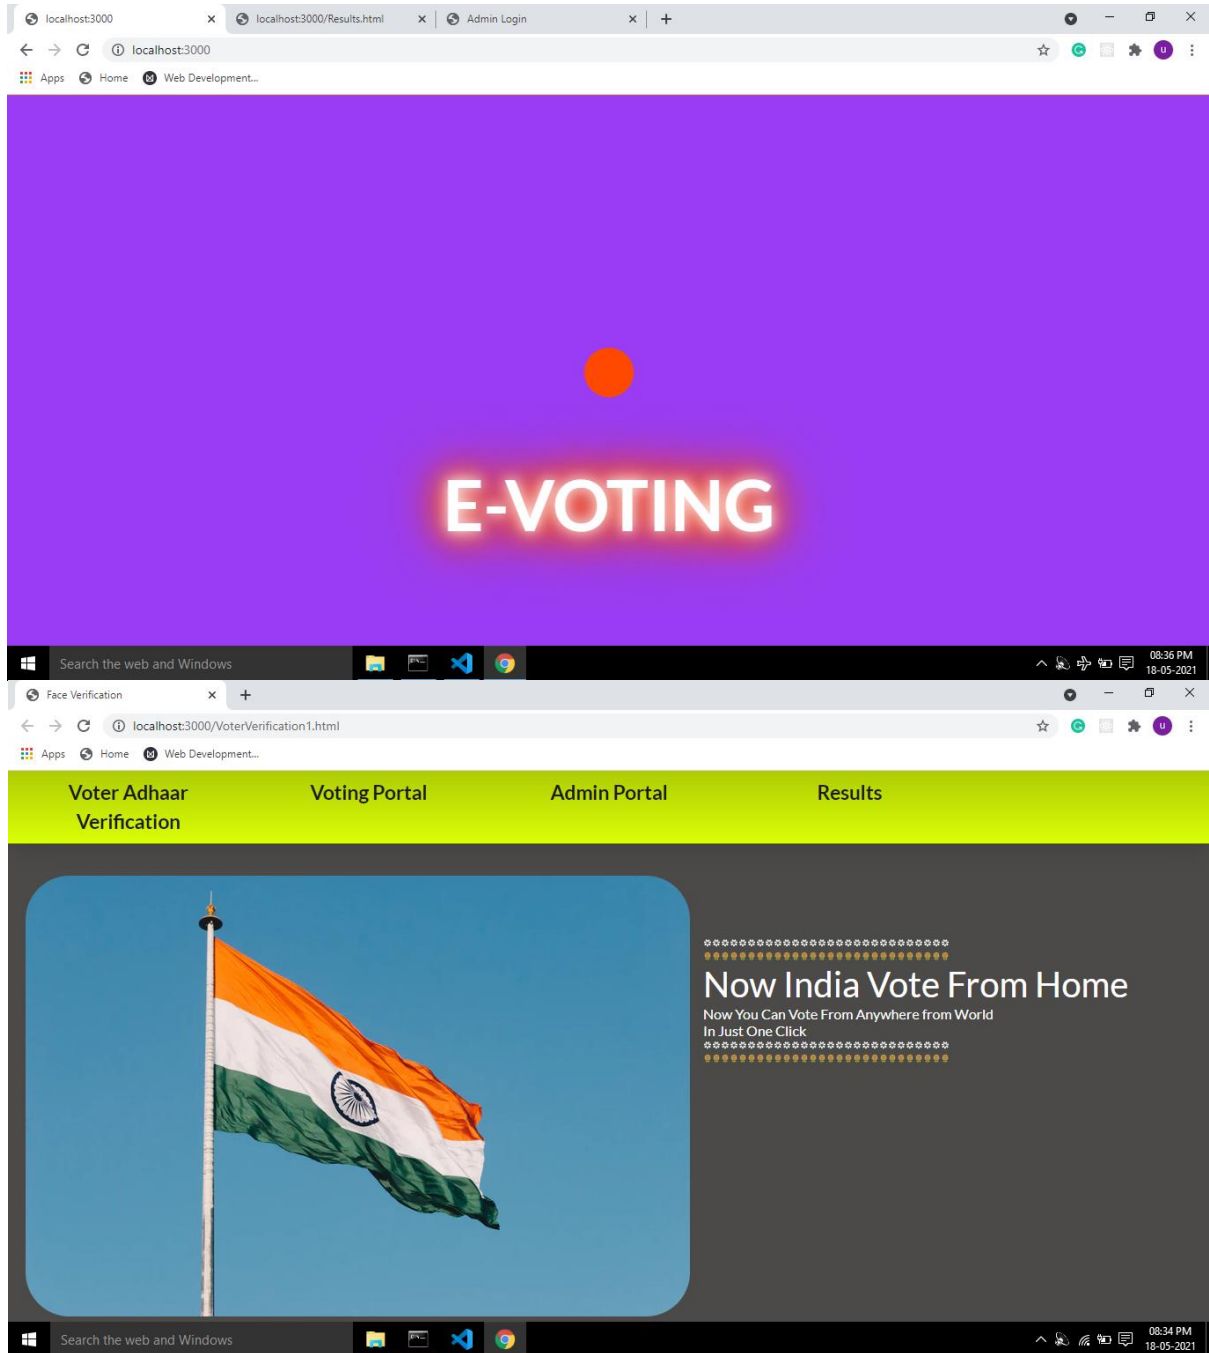 localhost:3000
localhost:3000/Results.html
Admin Login
localhost:3000
Apps Home Web Development...
E-VOTING
Search the web and Windows
08:36 PM
18-05-2021
Face Verification
localhost:3000/VoterVerification1.html
Apps Home Web Development...
Voter Adhaar
Verification
Voting Portal
Admin Portal
Results
Now India Vote From Home
Now You Can Vote From Anywhere from World
In Just One Click
Search the web and Windows
08:34 PM
18-05-2021